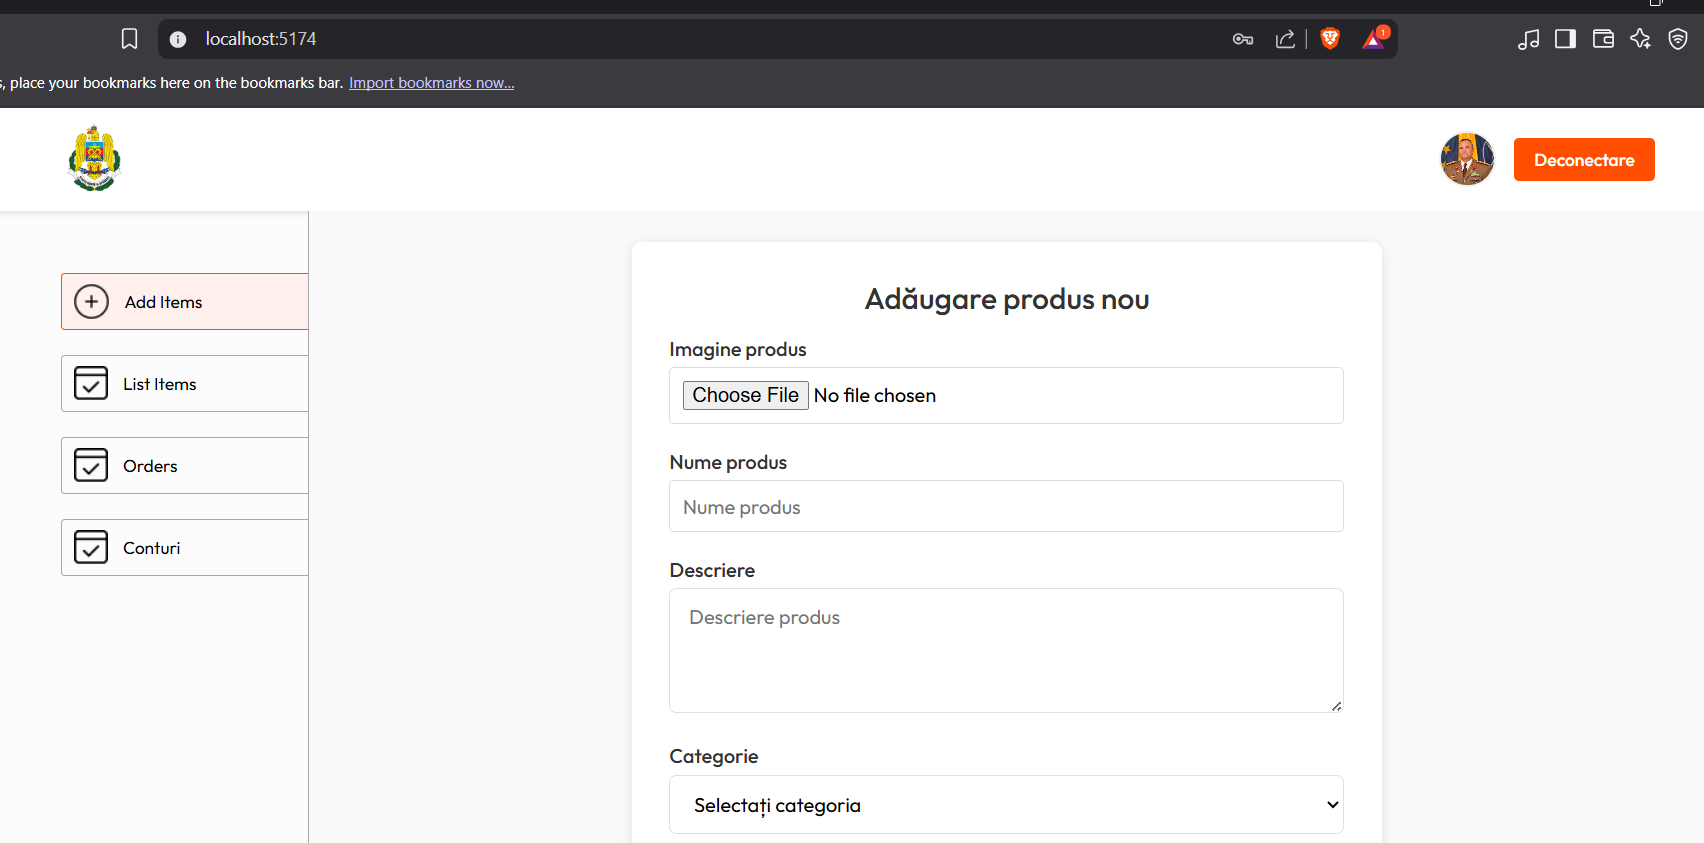 localhost:5174
1
, place your bookmarks here on the bookmarks bar. Import bookmarks now...
Deconectare
Add Items
List Items
Orders
Conturi
Adăugare produs nou
Imagine produs
Choose File No file chosen
Nume produs
Nume produs
Descriere
Descriere produs
Categorie
Selectați categoria